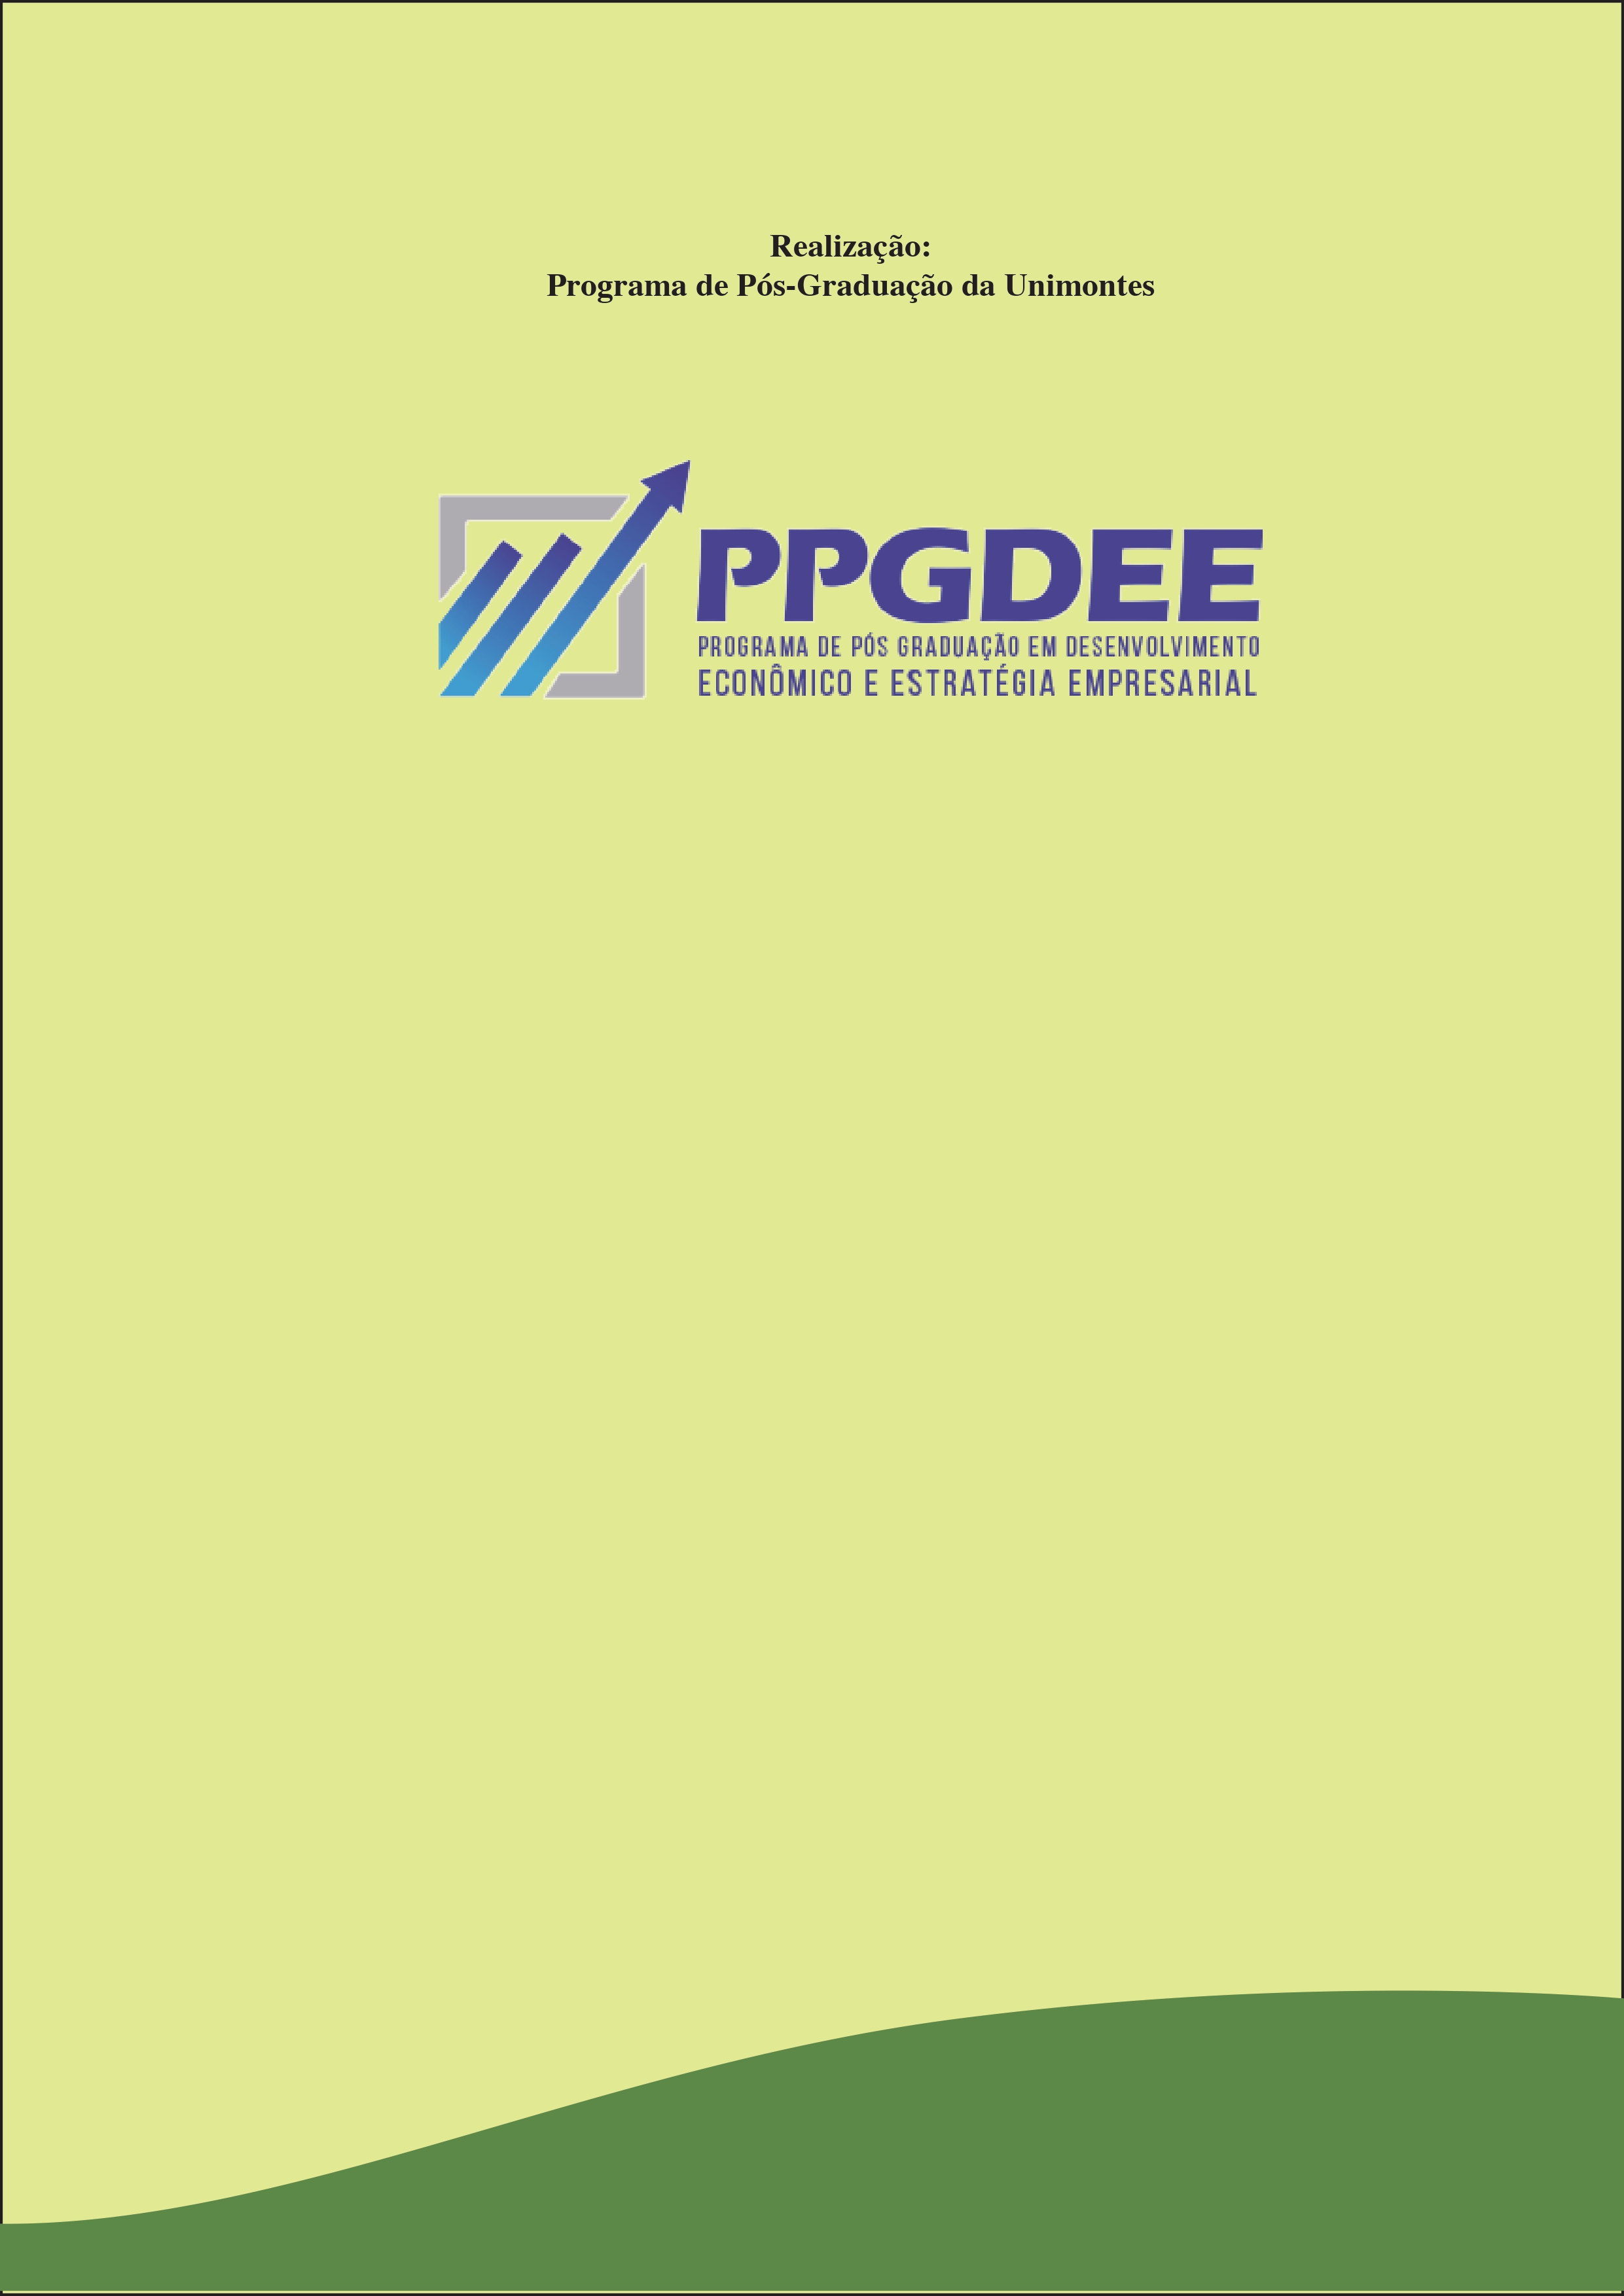 Realização:
Programa de Pós-Graduação da Unimontes
PPGDEE
PROGRAMA DE PÓS GRADUAÇÃO EM DESENVOLVIMENTO
ECONÔMICO E ESTRATÉGIA EMPRESARIAL